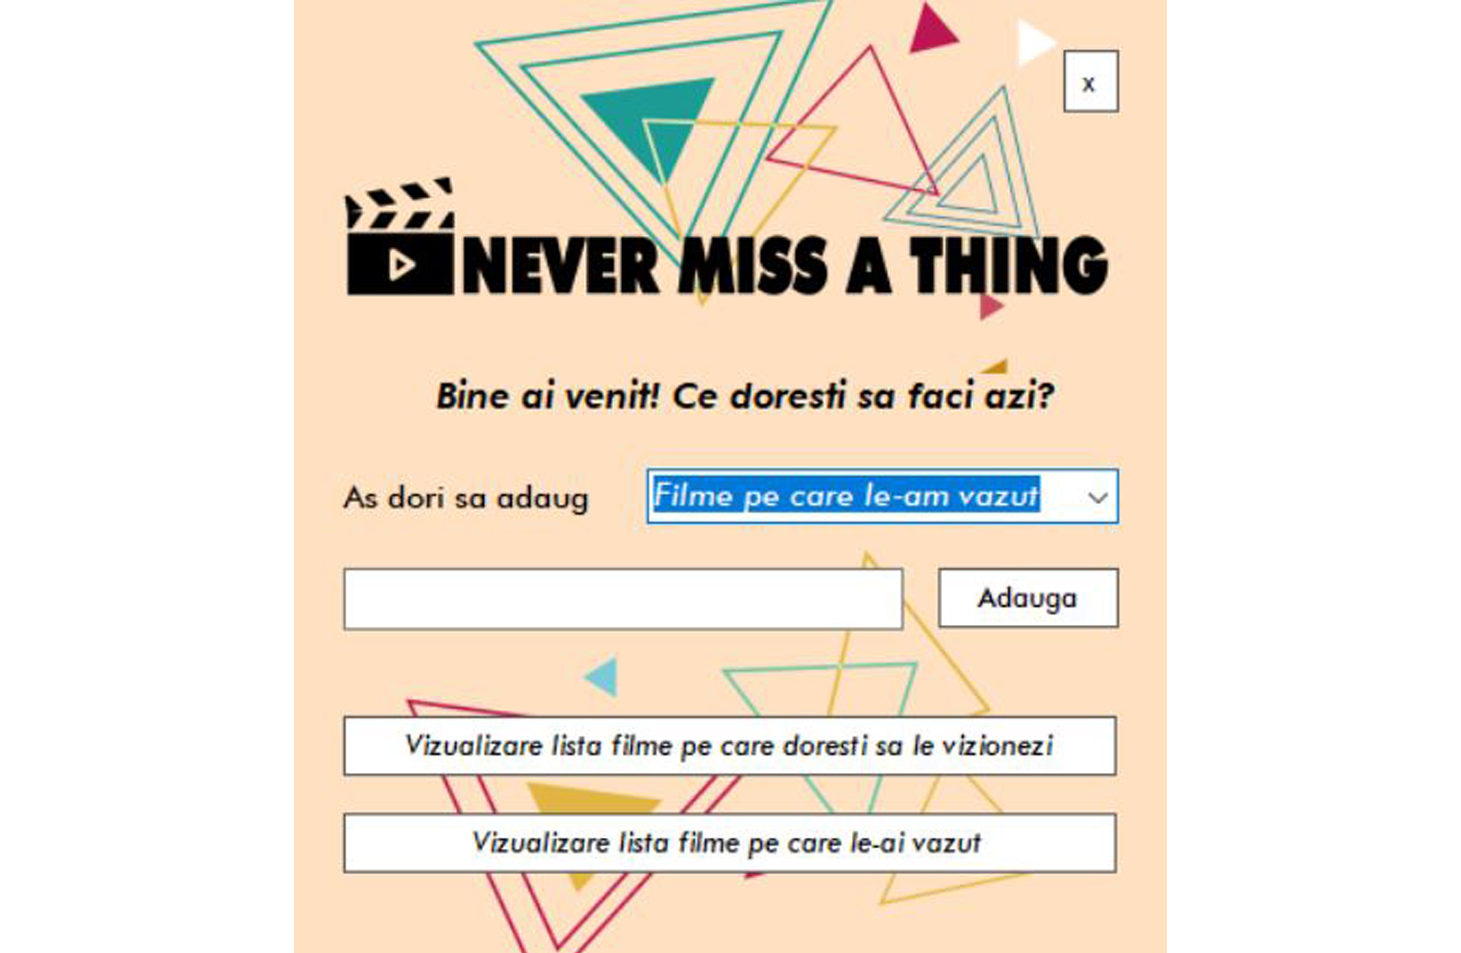 x
NEVER MISS A THING
Bine ai venit! Ce doresti sa faci azi?
As dori sa adaug
Filme pe care le-am vazut
Adauga
Vizualizare lista filme pe care doresti sa le vizionezi
Vizualizare lista filme pe care le-ai vazut